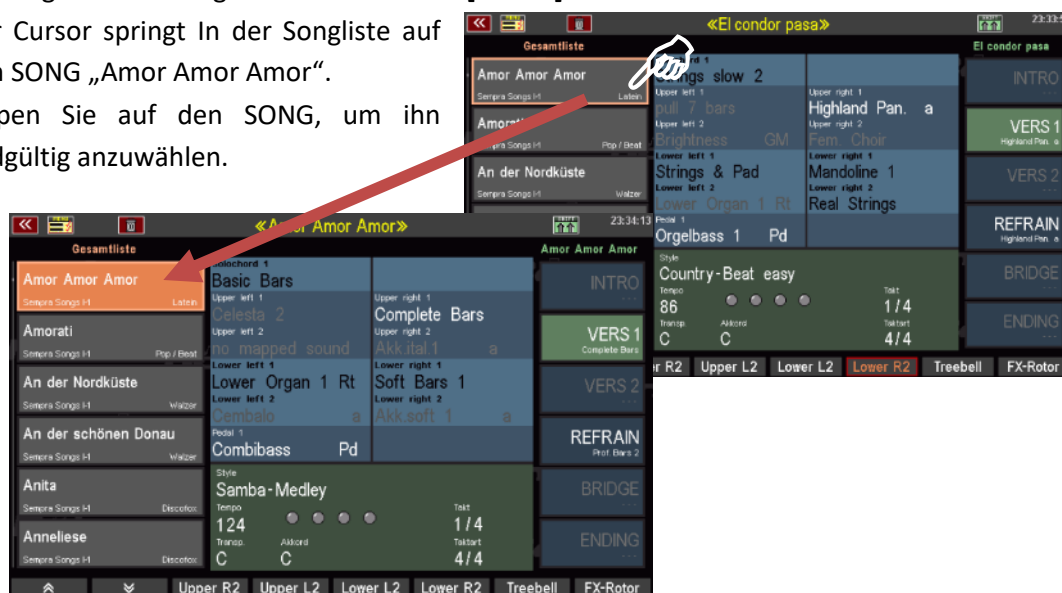 Cursor springt In der Songliste auf
SONG „Amor Amor Amor“.
Sie auf den SONG, um ihn
anzuwählen.
«El condor pasa»
Gesamtliste
El condor pasa
Amor Amor Amor
Sempra Songs I-1 Latein
slow 2
Upper left 1
pull 7 bars
Upper right 1
Highland Pan. a
Upper left 2
Brightness GM
Upper right 2
Fem. Choir
Sempra Songs I-1 Pop / Beat
An der Nordküste
Sempra Songs I-1 Walzer
Lower left 1
Strings & Pad
Lower right 1
Mandoline 1
Lower left 2
Lower Organ 1 Rt
Lower right 2
Real Strings
Pedal 1
Orgelbass 1 Pd
Style
Country-Beat easy
Tempo
86
Takt
1/4
Transp. Akkord Taktart
C C 4/4
INTRO
VERS 1
Highland Pan. a
VERS 2
REFRAIN
Highland Pan. a
BRIDGE
ENDING
R2 Upper L2 Lower L2 Lower R2 Treebell FX-Rotor
MENU
«Amor Amor Amor»
SHIFT
23:34:13
Gesamtliste
Amor Amor Amor
Amor Amor Amor
Sempra Songs I-1 Latein
Amorati
Sempra Songs I-1 Pop / Beat
An der Nordküste
Sempra Songs I-1 Walzer
An der schönen Donau
Sempra Songs I-1 Walzer
Anita
Sempra Songs I-1 Discofox
Anneliese
Sempra Songs I-1 Discofox
Solochord 1
Basic Bars
Upper left 1
Celesta 2
Upper right 1
Complete Bars
Upper left 2
no mapped sound
Upper right 2
Akk.ital.1 a
Lower left 1
Lower Organ 1 Rt
Lower right 1
Soft Bars 1
Lower left 2
Cembalo a
Lower right 2
Akk.soft 1 a
Pedal 1
Combibass Pd
Style
Samba-Medley
Tempo
124
Takt
1/4
Transp. Akkord Taktart
C C 4/4
INTRO
VERS 1
Complete Bars
VERS 2
REFRAIN
Prof. Bars 2
BRIDGE
ENDING
Upper R2 Upper L2 Lower L2 Lower R2 Treebell FX-Rotor